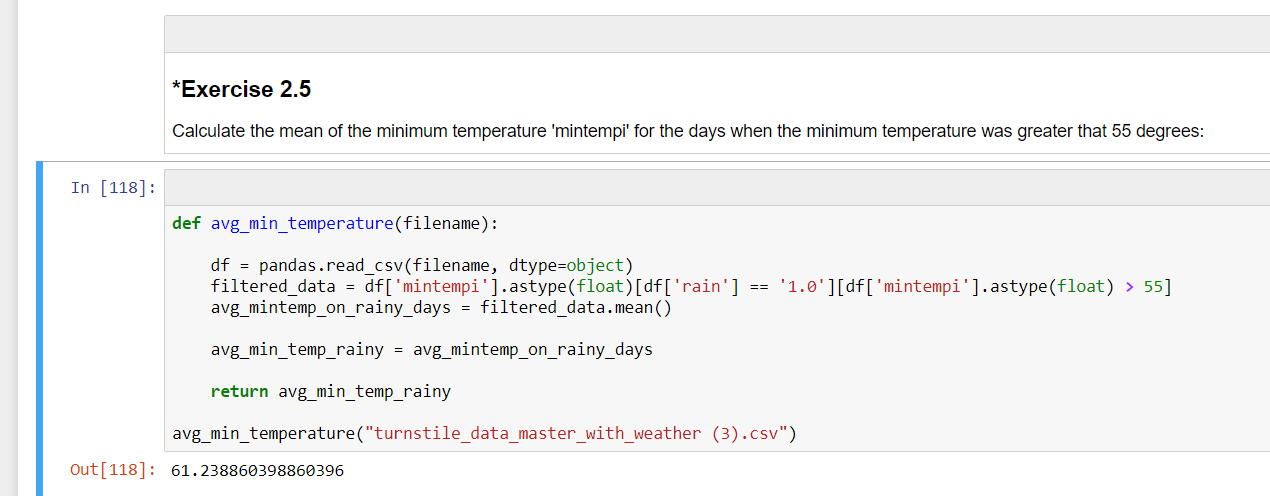 *Exercise 2.5
Calculate the mean of the minimum temperature 'mintempi' for the days when the minimum temperature was greater that 55 degrees:
In [118]:
def avg_min_temperature(filename):
    df = pandas.read_csv(filename, dtype=object)
    filtered_data = df['mintempi'].astype(float)[df['rain'] == '1.0'][df['mintempi'].astype(float) > 55]
    avg_mintemp_on_rainy_days = filtered_data.mean()
    avg_min_temp_rainy = avg_mintemp_on_rainy_days
    return avg_min_temp_rainy
avg_min_temperature("turnstile_data_master_with_weather (3).csv")
Out[118]: 61.238860398860396